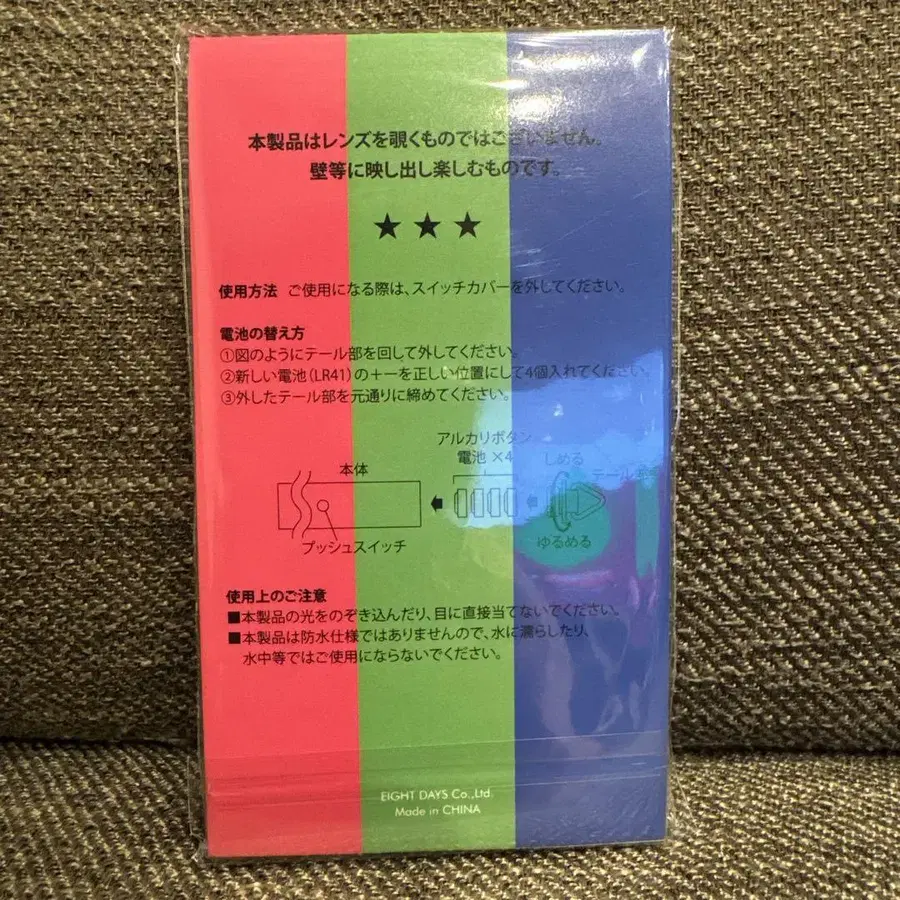 本製品はレンズを覗くものではございません。
壁等に映し出し楽しむものです。
★★★
使用方法 ご使用になる際は、スイッチカバーを外してください。
電池の替え方
①図のようにテール部を回して外してください。
②新しい電池(LR41)の＋−を正しい位置にして4個入れてください。
③外したテール部を元通りに締めてください。
アルカリボタン
電池 ×4
しめる
本体
テール部
プッシュスイッチ
ゆるめる
使用上のご注意
■本製品の光をのぞき込んだり、目に直接当てないでください。
■本製品は防水仕様ではありませんので、水に濡らしたり、
水中等ではご使用にならないでください。
EIGHT DAYS Co.,Ltd.
Made in CHINA